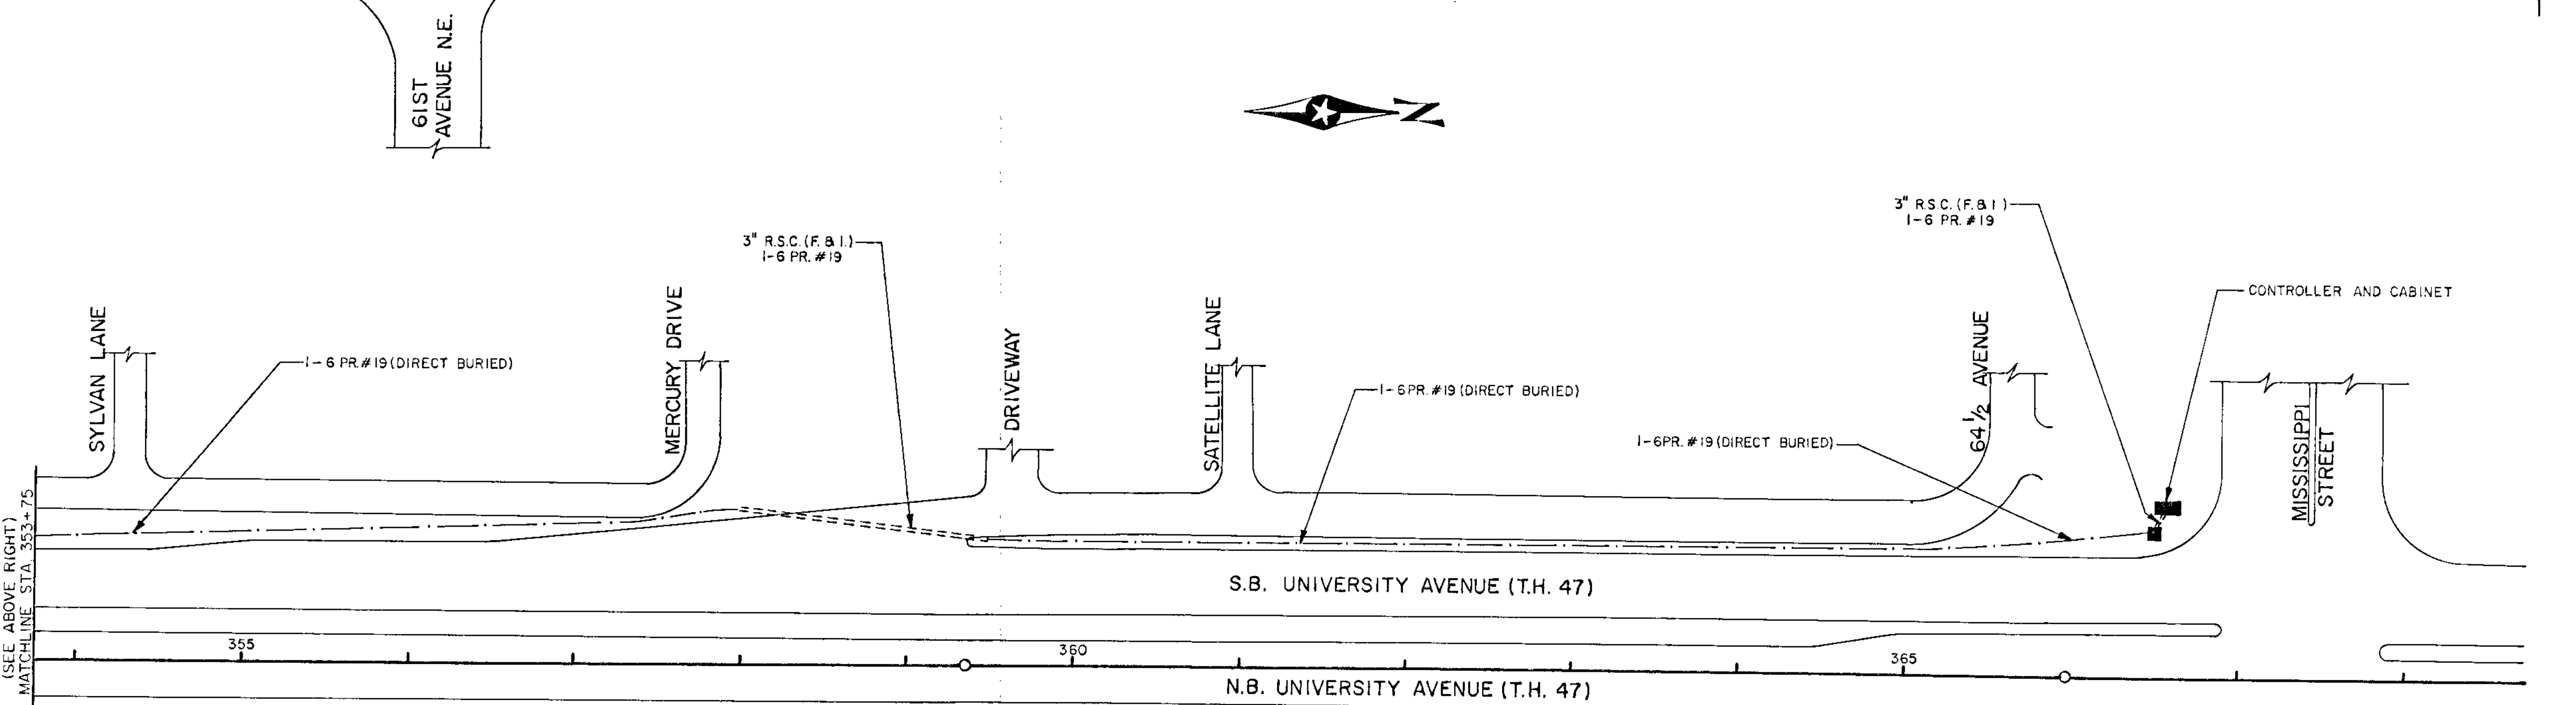 61ST
AVENUE N.E.
N
3" R.S.C. (F. & I.)
1-6 PR. #19
3" R.S.C. (F. & I.)
1-6 PR. #19
CONTROLLER AND CABINET
SYLVAN LANE
1-6 PR. #19 (DIRECT BURIED)
MERCURY DRIVE
DRIVEWAY
SATELLITE LANE
1-6 PR. #19 (DIRECT BURIED)
1-6 PR. #19 (DIRECT BURIED)
64 1/2 AVENUE
MISSISSIPPI
STREET
(SEE ABOVE RIGHT)
MATCHLINE STA. 353+75
S.B. UNIVERSITY AVENUE (T.H. 47)
355
360
365
N.B. UNIVERSITY AVENUE (T.H. 47)